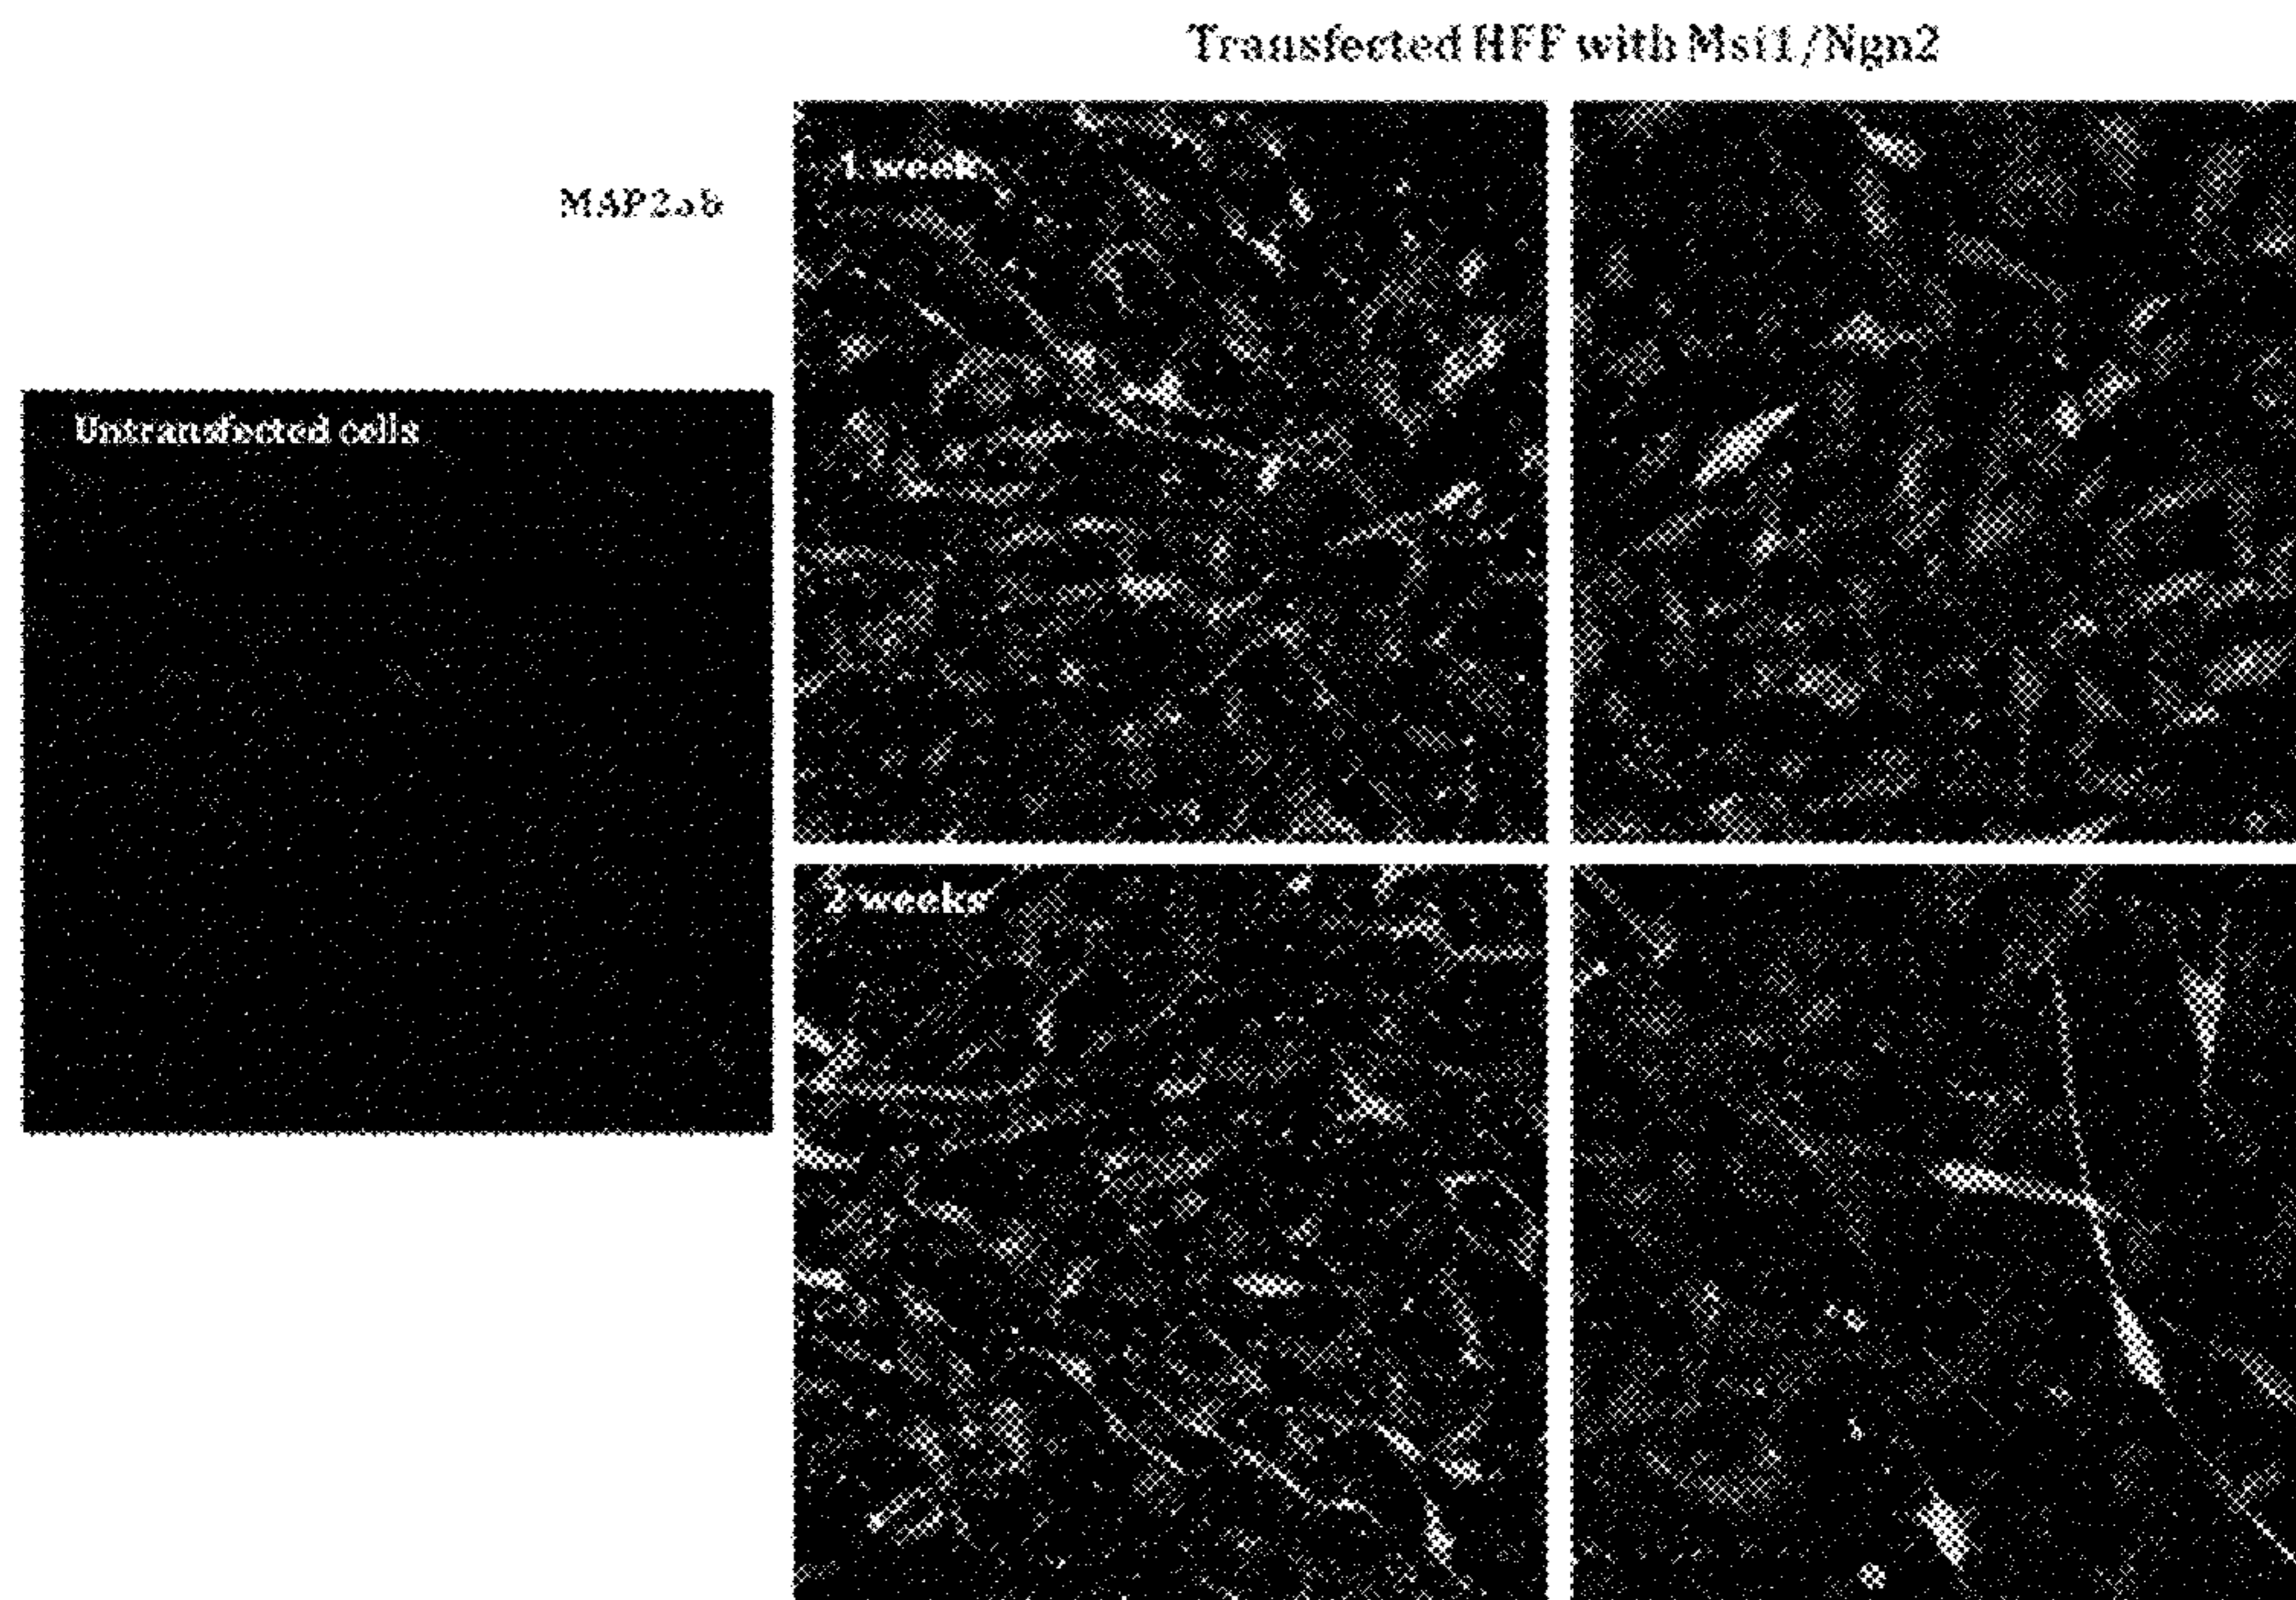 Transfected HFF with Msi1/Ngn2
MAP2ab
1 week
Untransfected cells
2 weeks